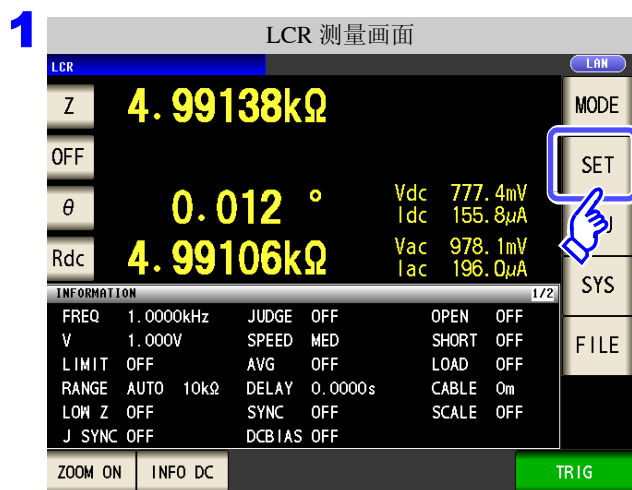 1
LCR 测量画面
LCR
LAN
Z 4.99138kΩ
MODE
OFF
SET
θ 0.012 ° Vdc 777.4mV
Idc 155.8μA
Rdc 4.99106kΩ Vac 978.1mV
Iac 196.0μA
SYS
INFORMATION 1/2
FREQ 1.0000kHz JUDGE OFF OPEN OFF
V 1.000V SPEED MED SHORT OFF
FILE
LIMIT OFF AVG OFF LOAD OFF
RANGE AUTO 10kΩ DELAY 0.0000s CABLE 0m
LOW Z OFF SYNC OFF SCALE OFF
J SYNC OFF DCBIAS OFF
ZOOM ON INFO DC TRIG